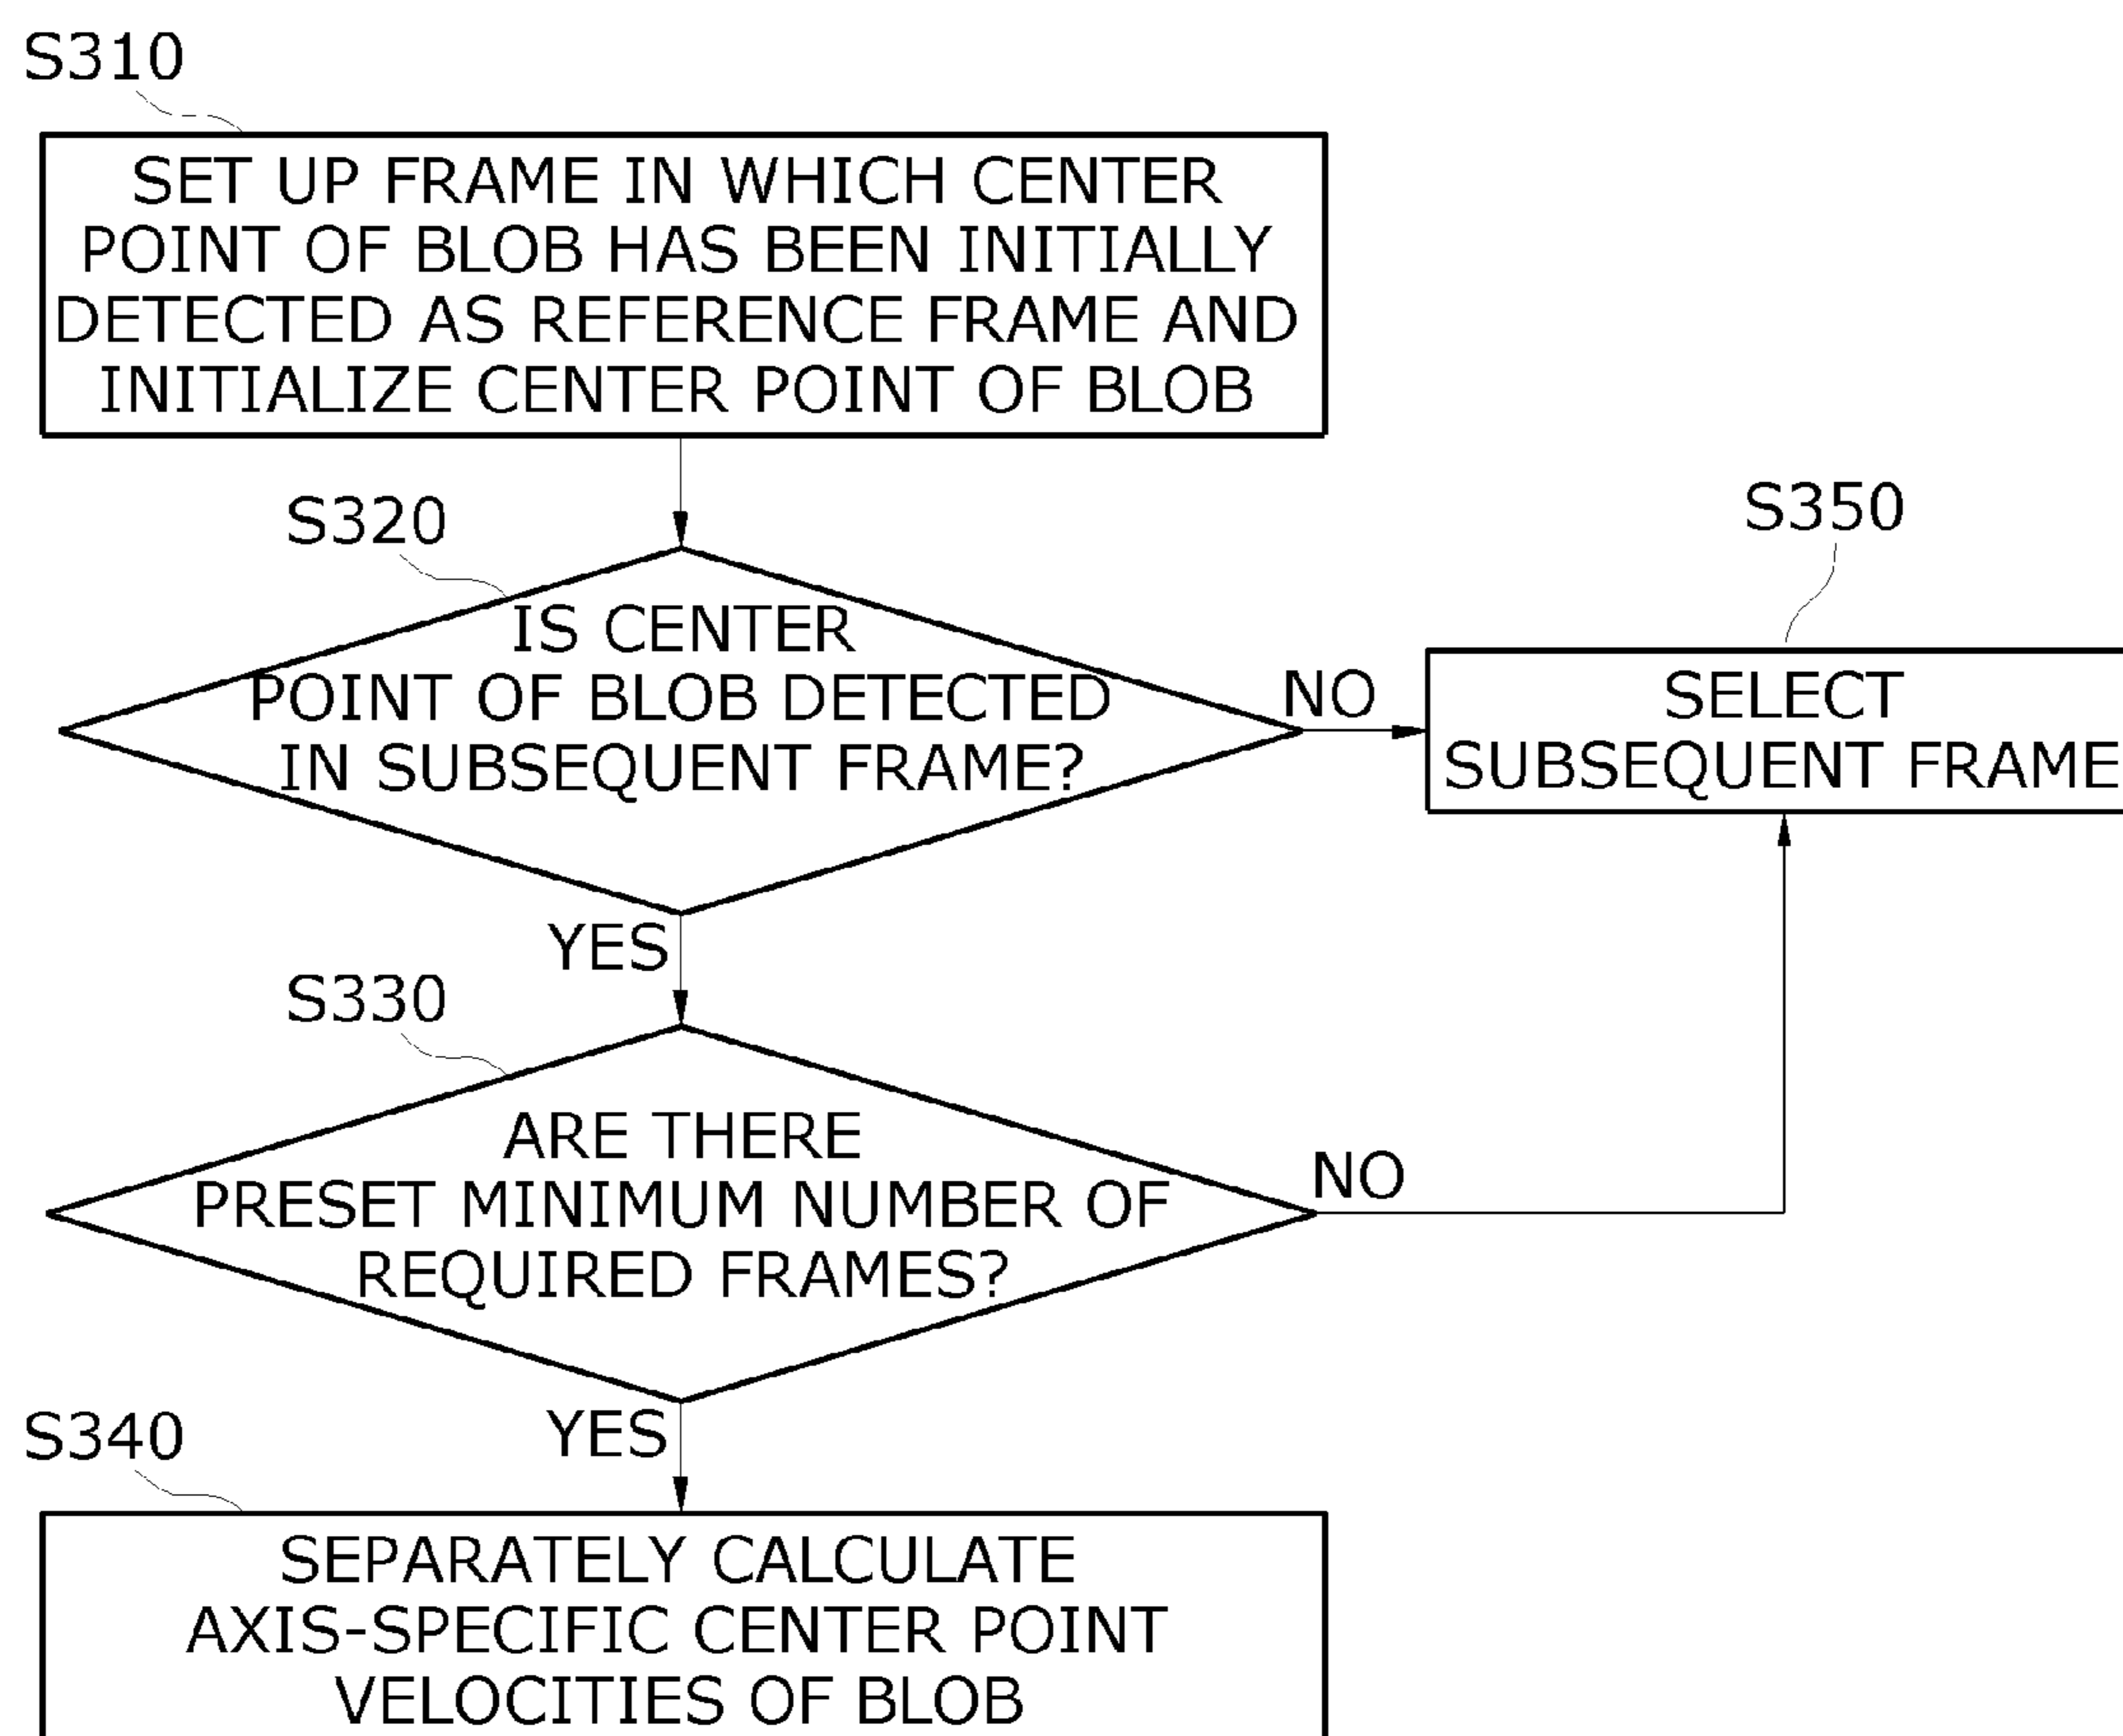 S310
SET UP FRAME IN WHICH CENTER
POINT OF BLOB HAS BEEN INITIALLY
DETECTED AS REFERENCE FRAME AND
INITIALIZE CENTER POINT OF BLOB
S320
IS CENTER
POINT OF BLOB DETECTED
IN SUBSEQUENT FRAME?
NO
S350
SELECT
SUBSEQUENT FRAME
YES
S330
ARE THERE
PRESET MINIMUM NUMBER OF
REQUIRED FRAMES?
NO
YES
S340
SEPARATELY CALCULATE
AXIS-SPECIFIC CENTER POINT
VELOCITIES OF BLOB